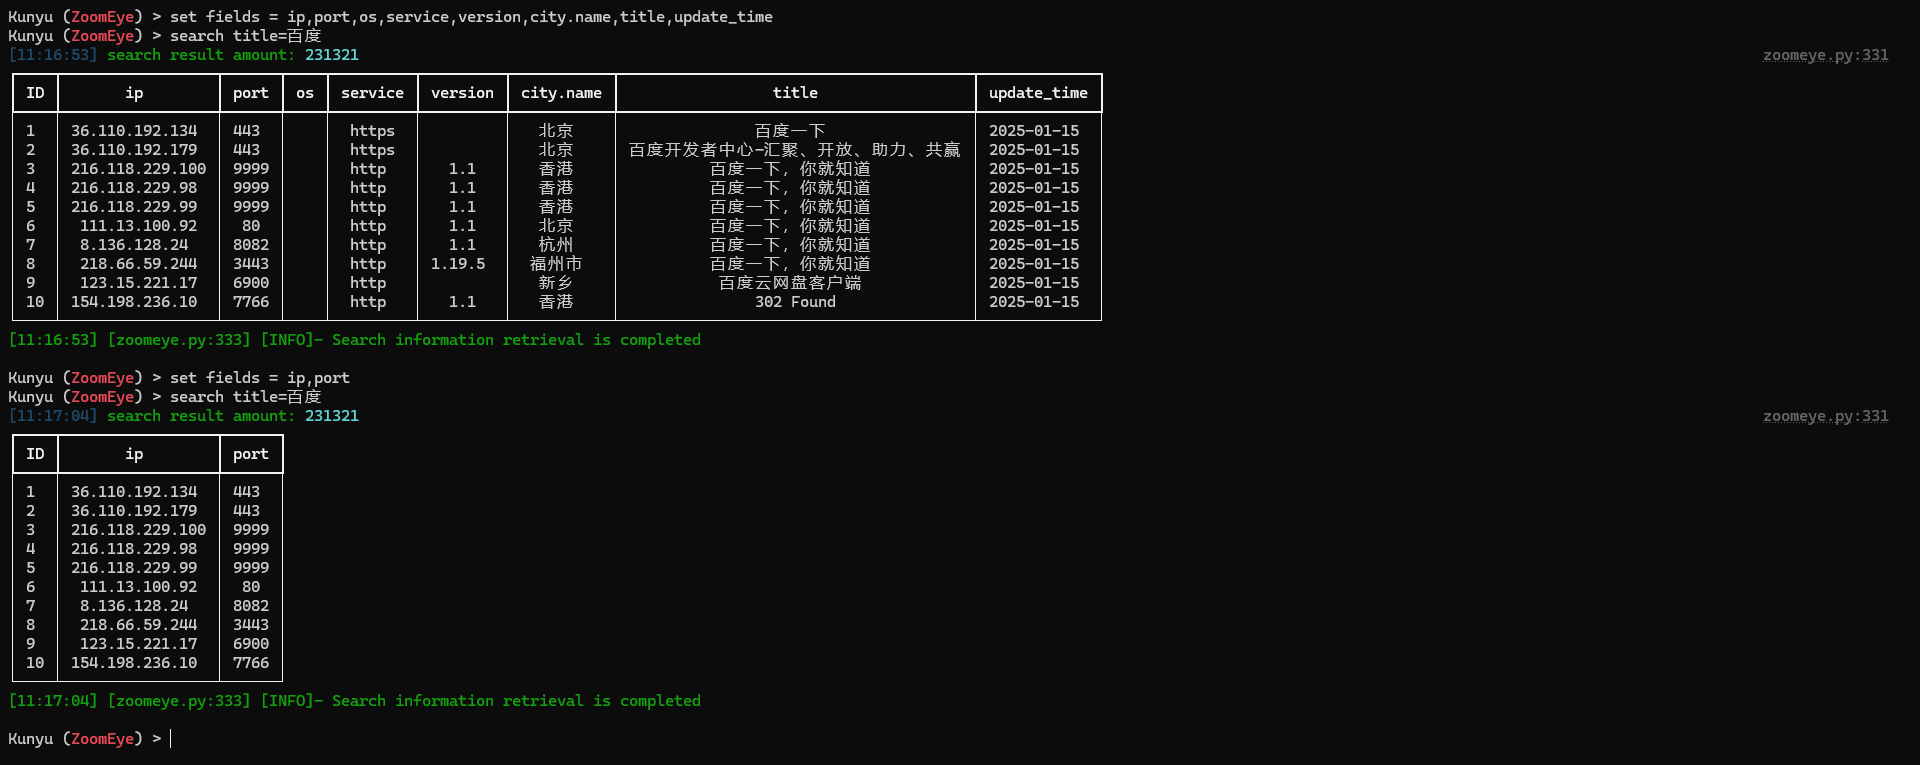 Kunyu (ZoomEye) > set fields = ip,port,os,service,version,city.name,title,update_time
Kunyu (ZoomEye) > search title=百度
[11:16:53] search result amount: 231321 zoomeye.py:331
ID ip port os service version city.name title update_time
1 36.110.192.134 443 https 北京 百度一下 2025-01-15
2 36.110.192.179 443 https 北京 百度开发者中心-汇聚、开放、助力、共赢 2025-01-15
3 216.118.229.100 9999 http 1.1 香港 百度一下，你就知道 2025-01-15
4 216.118.229.98 9999 http 1.1 香港 百度一下，你就知道 2025-01-15
5 216.118.229.99 9999 http 1.1 香港 百度一下，你就知道 2025-01-15
6 111.13.100.92 80 http 1.1 北京 百度一下，你就知道 2025-01-15
7 8.136.128.24 8082 http 1.1 杭州 百度一下，你就知道 2025-01-15
8 218.66.59.244 3443 http 1.19.5 福州市 百度一下，你就知道 2025-01-15
9 123.15.221.17 6900 http 新乡 百度云网盘客户端 2025-01-15
10 154.198.236.10 7766 http 1.1 香港 302 Found 2025-01-15
[11:16:53] [zoomeye.py:333] [INFO]- Search information retrieval is completed
Kunyu (ZoomEye) > set fields = ip,port
Kunyu (ZoomEye) > search title=百度
[11:17:04] search result amount: 231321 zoomeye.py:331
ID ip port
1 36.110.192.134 443
2 36.110.192.179 443
3 216.118.229.100 9999
4 216.118.229.98 9999
5 216.118.229.99 9999
6 111.13.100.92 80
7 8.136.128.24 8082
8 218.66.59.244 3443
9 123.15.221.17 6900
10 154.198.236.10 7766
[11:17:04] [zoomeye.py:333] [INFO]- Search information retrieval is completed
Kunyu (ZoomEye) >